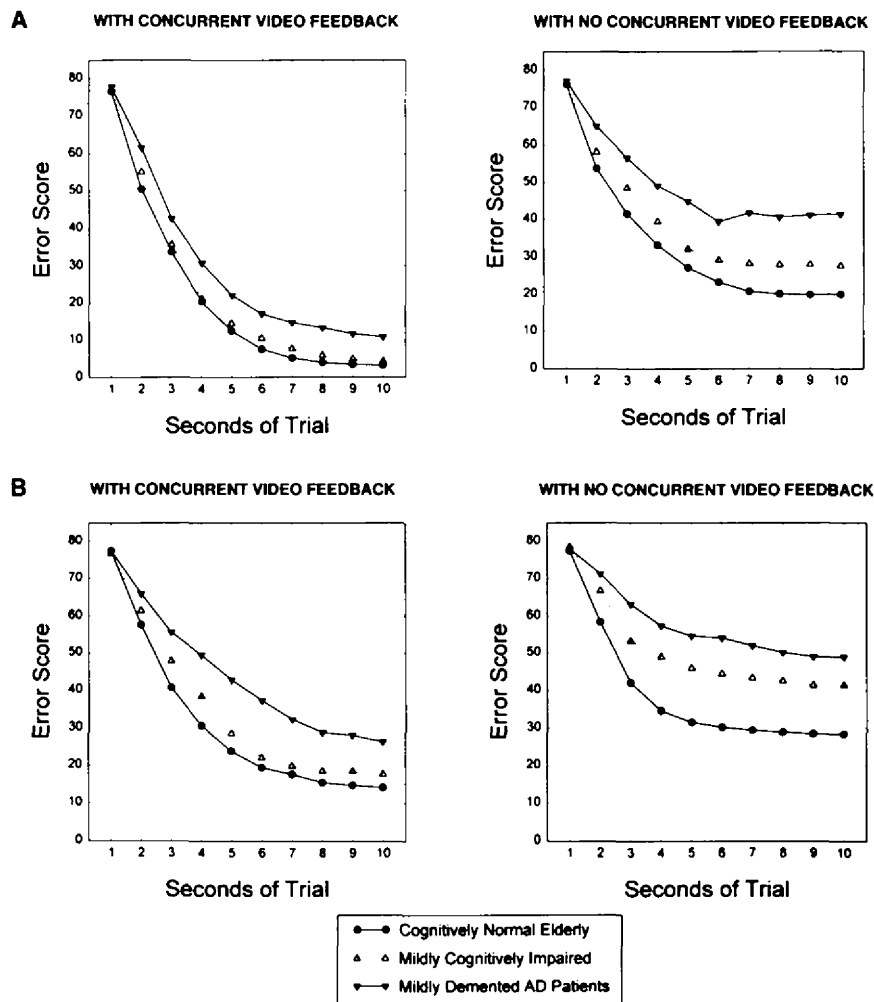 A
WITH CONCURRENT VIDEO FEEDBACK
WITH NO CONCURRENT VIDEO FEEDBACK
80
70
60
50
40
30
20
10
0
Error Score
1 2 3 4 5 6 7 8 9 10
Seconds of Trial
80
70
60
50
40
30
20
10
0
Error Score
1 2 3 4 5 6 7 8 9 10
Seconds of Trial
B
WITH CONCURRENT VIDEO FEEDBACK
WITH NO CONCURRENT VIDEO FEEDBACK
80
70
60
50
40
30
20
10
0
Error Score
1 2 3 4 5 6 7 8 9 10
Seconds of Trial
80
70
60
50
40
30
20
10
0
Error Score
1 2 3 4 5 6 7 8 9 10
Seconds of Trial
Cognitively Normal Elderly
Mildly Cognitively Impaired
Mildly Demented AD Patients